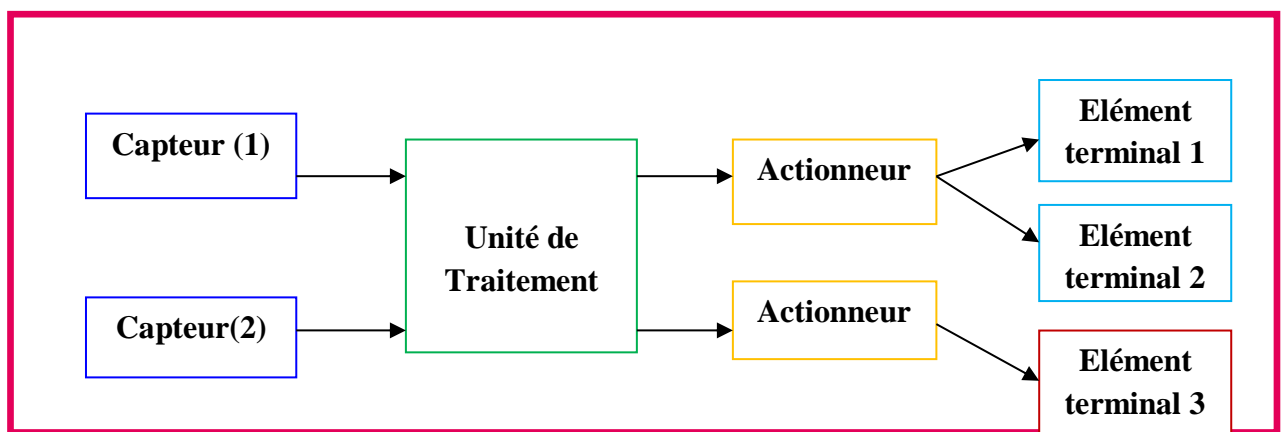 Capteur (1)
Capteur(2)
Unité de
Traitement
Actionneur
Actionneur
Elément
terminal 1
Elément
terminal 2
Elément
terminal 3